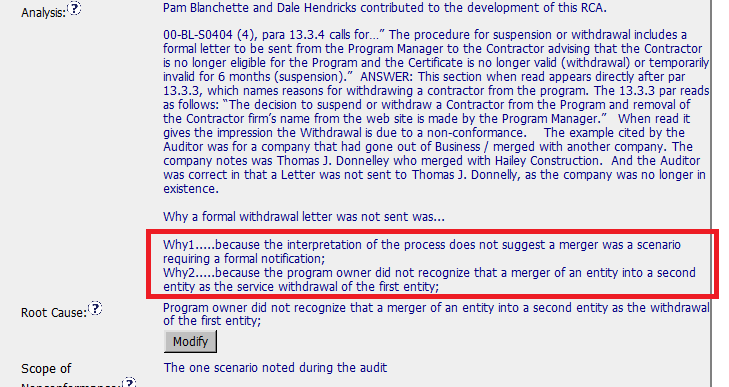 Analysis:? Pam Blanchette and Dale Hendricks contributed to the development of this RCA.
00-BL-S0404 (4), para 13.3.4 calls for…" The procedure for suspension or withdrawal includes a
formal letter to be sent from the Program Manager to the Contractor advising that the Contractor
is no longer eligible for the Program and the Certificate is no longer valid (withdrawal) or temporarily
invalid for 6 months (suspension)." ANSWER: This section when read appears directly after par
13.3.3, which names reasons for withdrawing a contractor from the program. The 13.3.3 par reads
as follows: "The decision to suspend or withdraw a Contractor from the Program and removal of
the Contractor firm's name from the web site is made by the Program Manager." When read it
gives the impression the Withdrawal is due to a non-conformance. The example cited by the
Auditor was for a company that had gone out of Business / merged with another company. The
company notes was Thomas J. Donnelley who merged with Hailey Construction. And the Auditor
was correct in that a Letter was not sent to Thomas J. Donnelly, as the company was no longer in
existence.
Why a formal withdrawal letter was not sent was...
Why1.....because the interpretation of the process does not suggest a merger was a scenario
requiring a formal notification;
Why2.....because the program owner did not recognize that a merger of an entity into a second
entity as the service withdrawal of the first entity;
Root Cause:? Program owner did not recognize that a merger of an entity into a second entity as the withdrawal
of the first entity;
Modify
Scope of The one scenario noted during the audit
Nonconformance:?